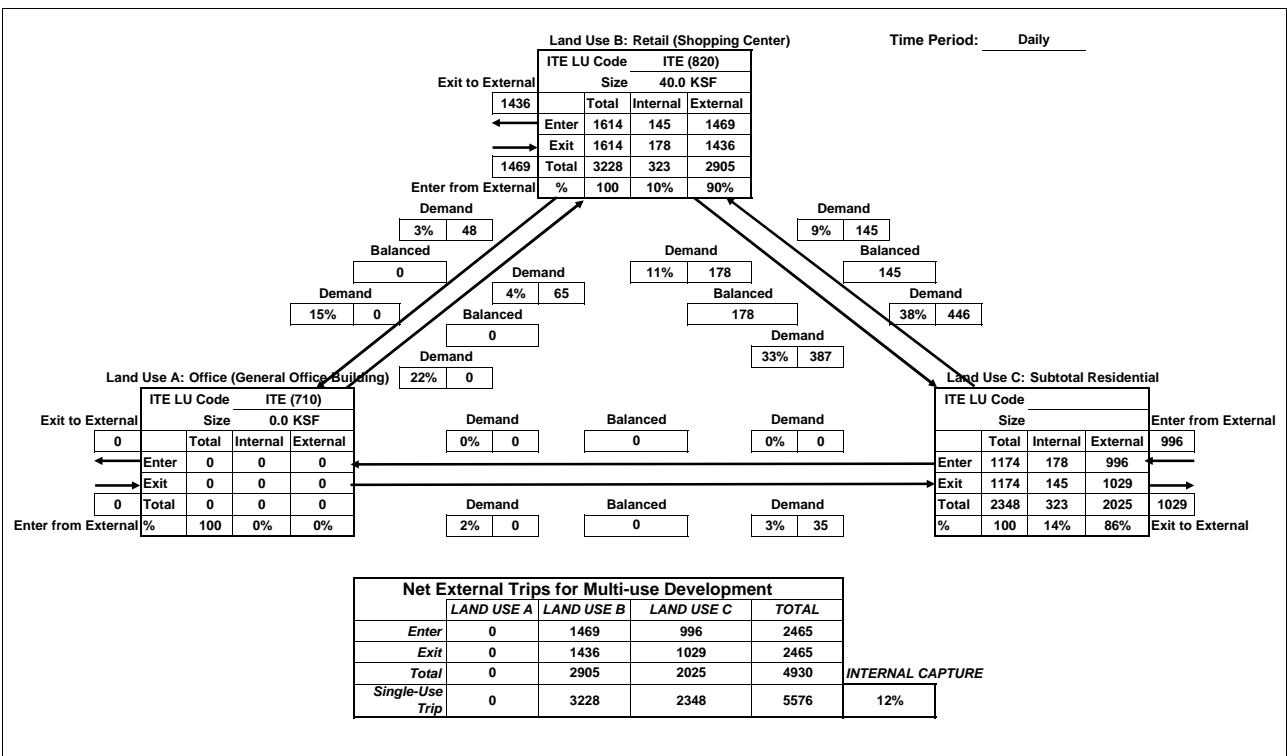 Land Use B: Retail (Shopping Center) Time Period: Daily
ITE LU Code ITE (820)
Exit to External Size 40.0 KSF
1436 Total Internal External
Enter 1614 145 1469
Exit 1614 178 1436
1469 Total 3228 323 2905
Enter from External % 100 10% 90%
Demand Demand
3% 48 9% 145
Balanced Demand Balanced
0 11% 178 145
Demand Demand Balanced Demand
15% 0 4% 65 178 38% 446
Balanced
0 Demand
33% 387
Demand
Land Use A: Office (General Office Building) 22% 0 Land Use C: Subtotal Residential
ITE LU Code ITE (710) ITE LU Code
Exit to External Size 0.0 KSF Demand Balanced Demand Size Enter from External
0 Total Internal External 0% 0 0 0% 0 Total Internal External 996
Enter 0 0 0 Enter 1174 178 996
Exit 0 0 0 Exit 1174 145 1029
0 Total 0 0 0 Demand Balanced Demand Total 2348 323 2025 1029
Enter from External % 100 0% 0% 2% 0 0 3% 35 % 100 14% 86% Exit to External
Net External Trips for Multi-use Development
LAND USE A LAND USE B LAND USE C TOTAL
Enter 0 1469 996 2465
Exit 0 1436 1029 2465
Total 0 2905 2025 4930 INTERNAL CAPTURE
Single-Use
Trip 0 3228 2348 5576 12%